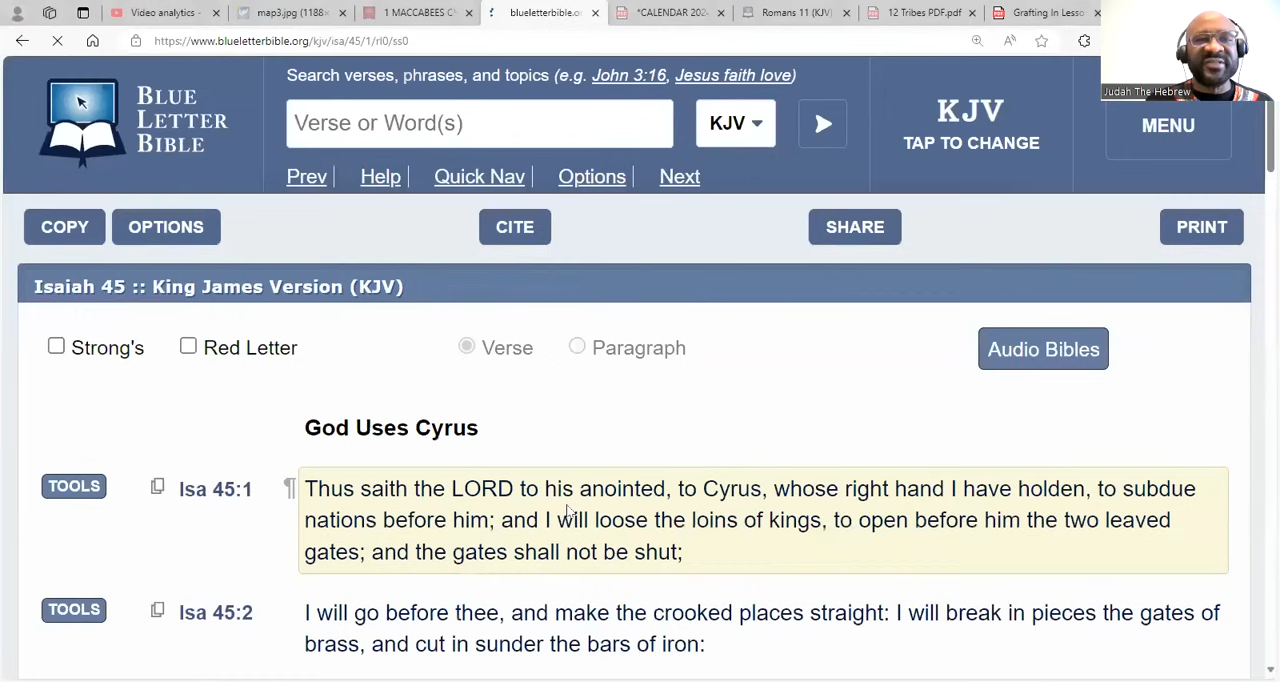 Video analytics -
map3.jpg (1188×
1 MACCABEES C
blueletterbible.o
*CALENDAR 202
Romans 11 (KJV)
12 Tribes PDF.pdf
Grafting In Lesso
https://www.blueletterbible.org/kjv/isa/45/1/rl0/ss0
Judah The Hebrew
BLUE
LETTER
BIBLE
Search verses, phrases, and topics (e.g. John 3:16, Jesus faith love)
Verse or Word(s)
KJV
Prev
Help
Quick Nav
Options
Next
KJV
TAP TO CHANGE
MENU
COPY
OPTIONS
CITE
SHARE
PRINT
Isaiah 45 :: King James Version (KJV)
Strong's
Red Letter
Verse
Paragraph
Audio Bibles
God Uses Cyrus
TOOLS
Isa 45:1
¶ Thus saith the LORD to his anointed, to Cyrus, whose right hand I have holden, to subdue
nations before him; and I will loose the loins of kings, to open before him the two leaved
gates; and the gates shall not be shut;
TOOLS
Isa 45:2
I will go before thee, and make the crooked places straight: I will break in pieces the gates of
brass, and cut in sunder the bars of iron: